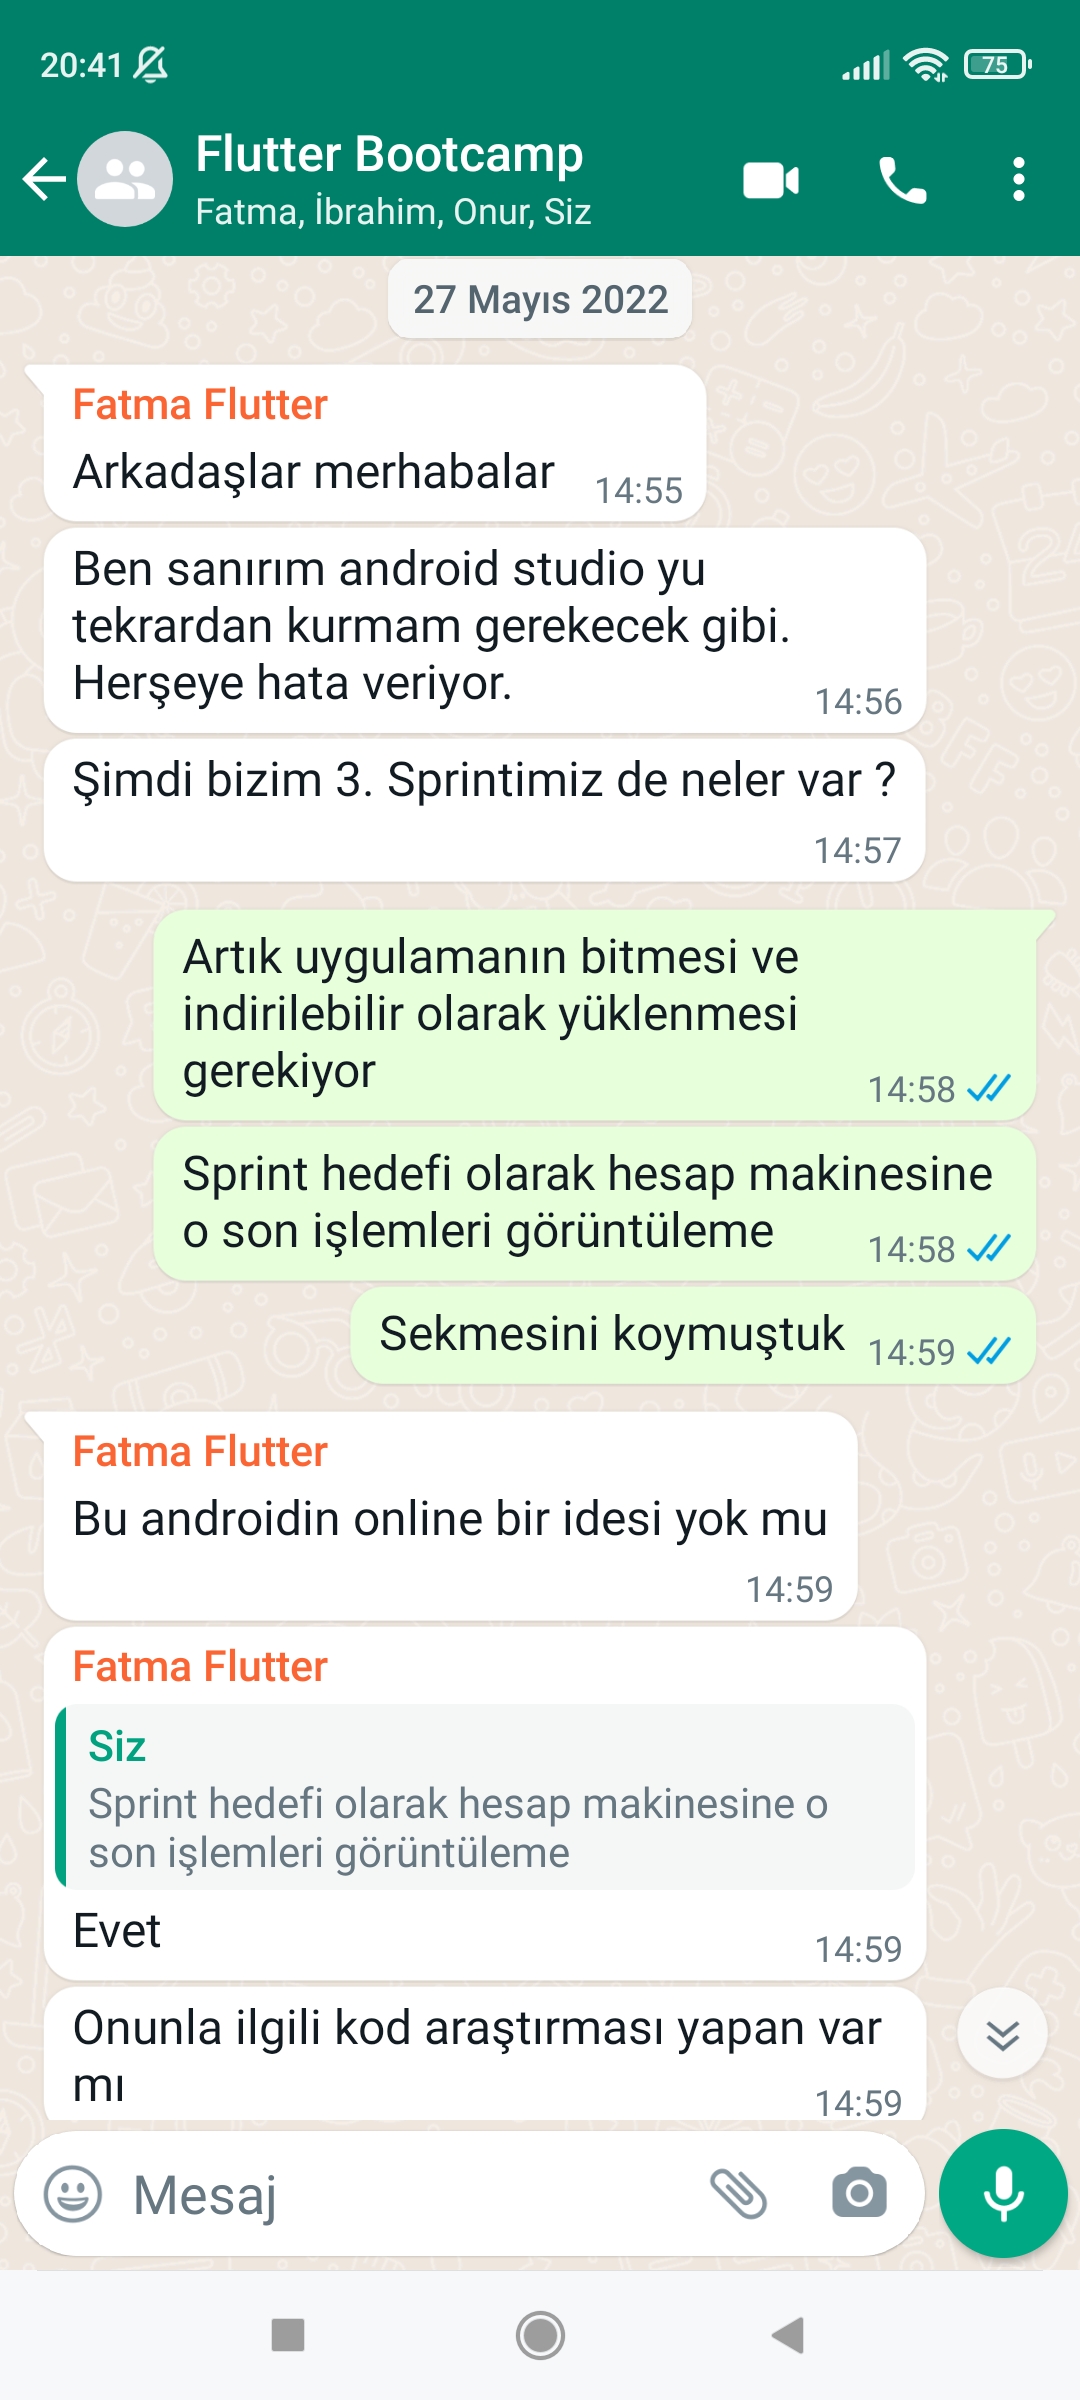 20:41
75
Flutter Bootcamp
Fatma, İbrahim, Onur, Siz
27 Mayıs 2022
Fatma Flutter
Arkadaşlar merhabalar 14:55
Ben sanırım android studio yu
tekrardan kurmam gerekecek gibi.
Herşeye hata veriyor. 14:56
Şimdi bizim 3. Sprintimiz de neler var ?
14:57
Artık uygulamanın bitmesi ve
indirilebilir olarak yüklenmesi
gerekiyor 14:58
Sprint hedefi olarak hesap makinesine
o son işlemleri görüntüleme 14:58
Sekmesini koymuştuk 14:59
Fatma Flutter
Bu androidin online bir idesi yok mu
14:59
Fatma Flutter
Siz
Sprint hedefi olarak hesap makinesine o
son işlemleri görüntüleme
Evet 14:59
Onunla ilgili kod araştırması yapan var
mı 14:59
Mesaj